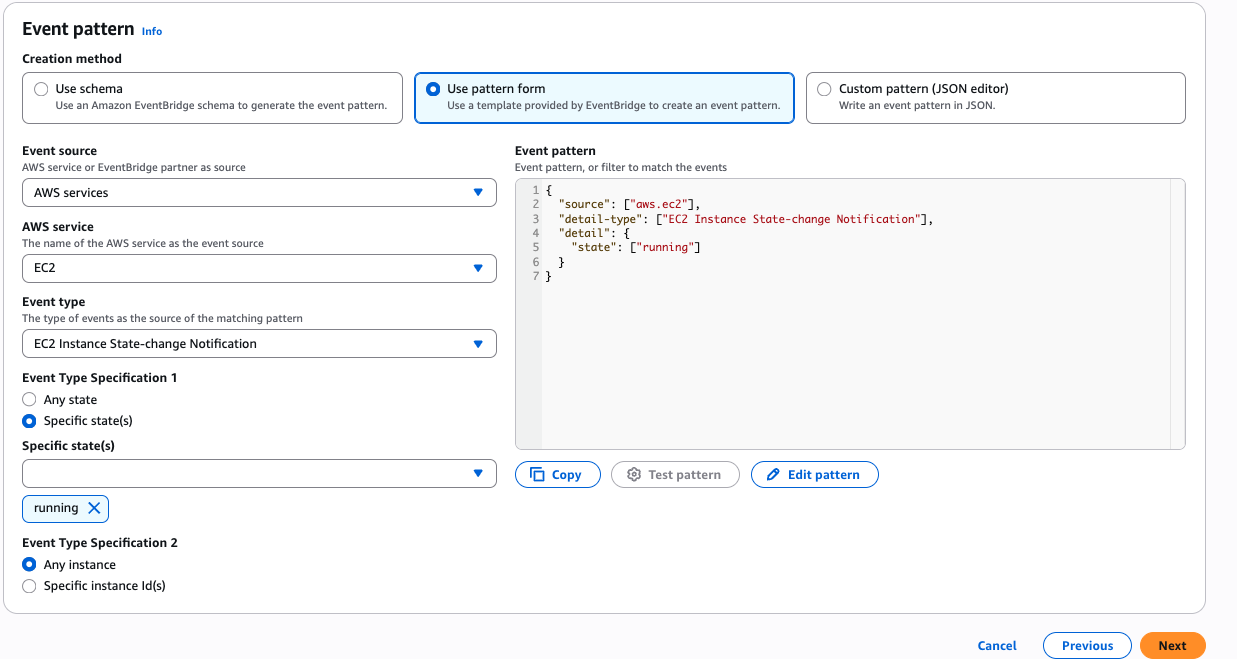 Event pattern Info
Creation method
Use schema
Use an Amazon EventBridge schema to generate the event pattern.
Use pattern form
Use a template provided by EventBridge to create an event pattern.
Custom pattern (JSON editor)
Write an event pattern in JSON.
Event source
AWS service or EventBridge partner as source
AWS services
AWS service
The name of the AWS service as the event source
EC2
Event type
The type of events as the source of the matching pattern
EC2 Instance State-change Notification
Event Type Specification 1
Any state
Specific state(s)
Specific state(s)
running
Event Type Specification 2
Any instance
Specific instance Id(s)
Event pattern
Event pattern, or filter to match the events
1 {
2   "source": ["aws.ec2"],
3   "detail-type": ["EC2 Instance State-change Notification"],
4   "detail": {
5     "state": ["running"]
6   }
7 }
Copy
Test pattern
Edit pattern
Cancel
Previous
Next